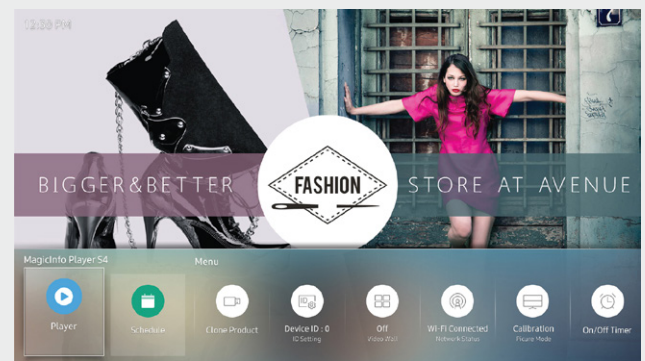 12:30 PM
BIGGER&BETTER
FASHION
STORE AT AVENUE
MagicInfo Player S4
Menu
Player
Schedule
Clone Product
Device ID : 0
ID Setting
Off
Video Wall
Wi-Fi Connected
Network Status
Calibration
Picure Mode
On/Off Timer